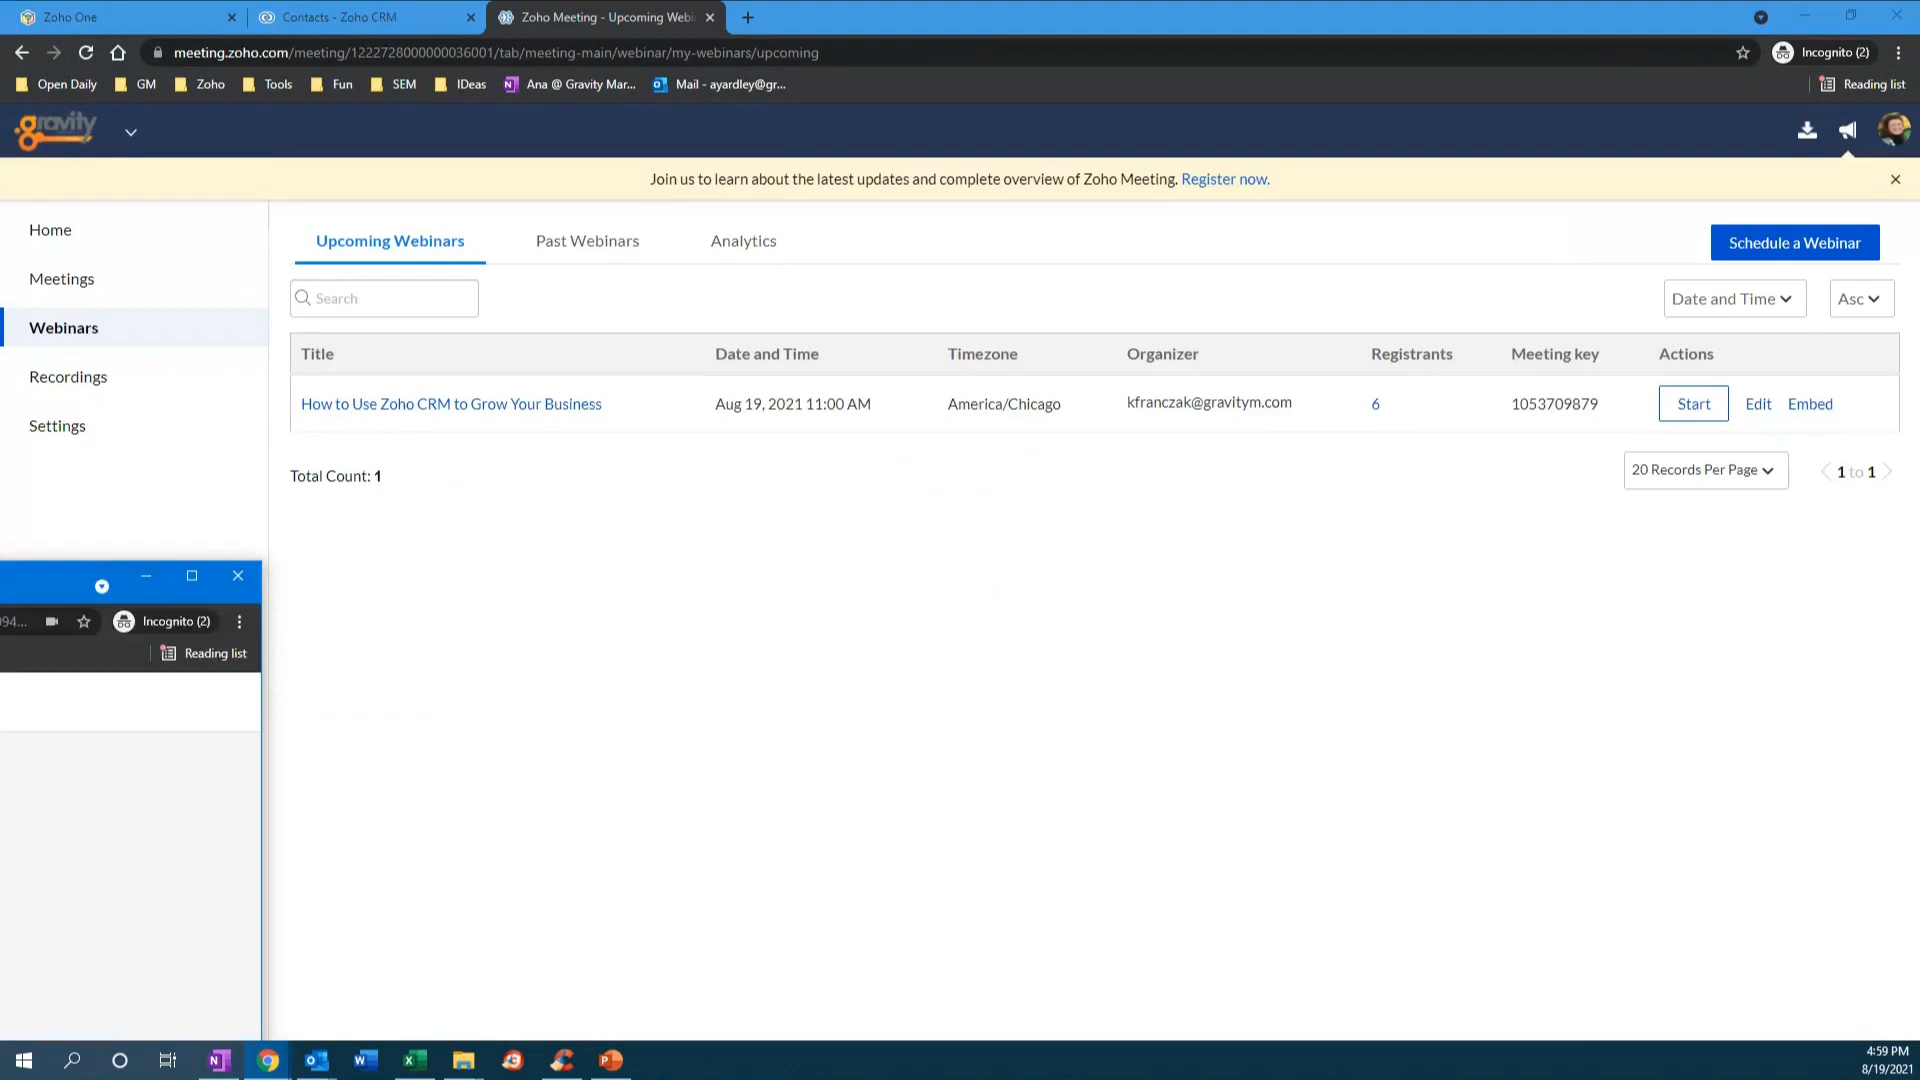 Zoho One
Contacts - Zoho CRM
Zoho Meeting - Upcoming Webi
meeting.zoho.com/meeting/1222728000000036001/tab/meeting-main/webinar/my-webinars/upcoming
Incognito (2)
Open Daily
GM
Zoho
Tools
Fun
SEM
IDeas
Ana @ Gravity Mar...
Mail - ayardley@gr...
Reading list
gravity
Join us to learn about the latest updates and complete overview of Zoho Meeting. Register now.
Home
Meetings
Webinars
Recordings
Settings
Upcoming Webinars
Past Webinars
Analytics
Schedule a Webinar
Search
Date and Time
Asc
Title Date and Time Timezone Organizer Registrants Meeting key Actions
How to Use Zoho CRM to Grow Your Business Aug 19, 2021 11:00 AM America/Chicago kfranczak@gravitym.com 6 1053709879 Start Edit Embed
Total Count: 1
20 Records Per Page
1 to 1
094...
Incognito (2)
Reading list
4:59 PM
8/19/2021